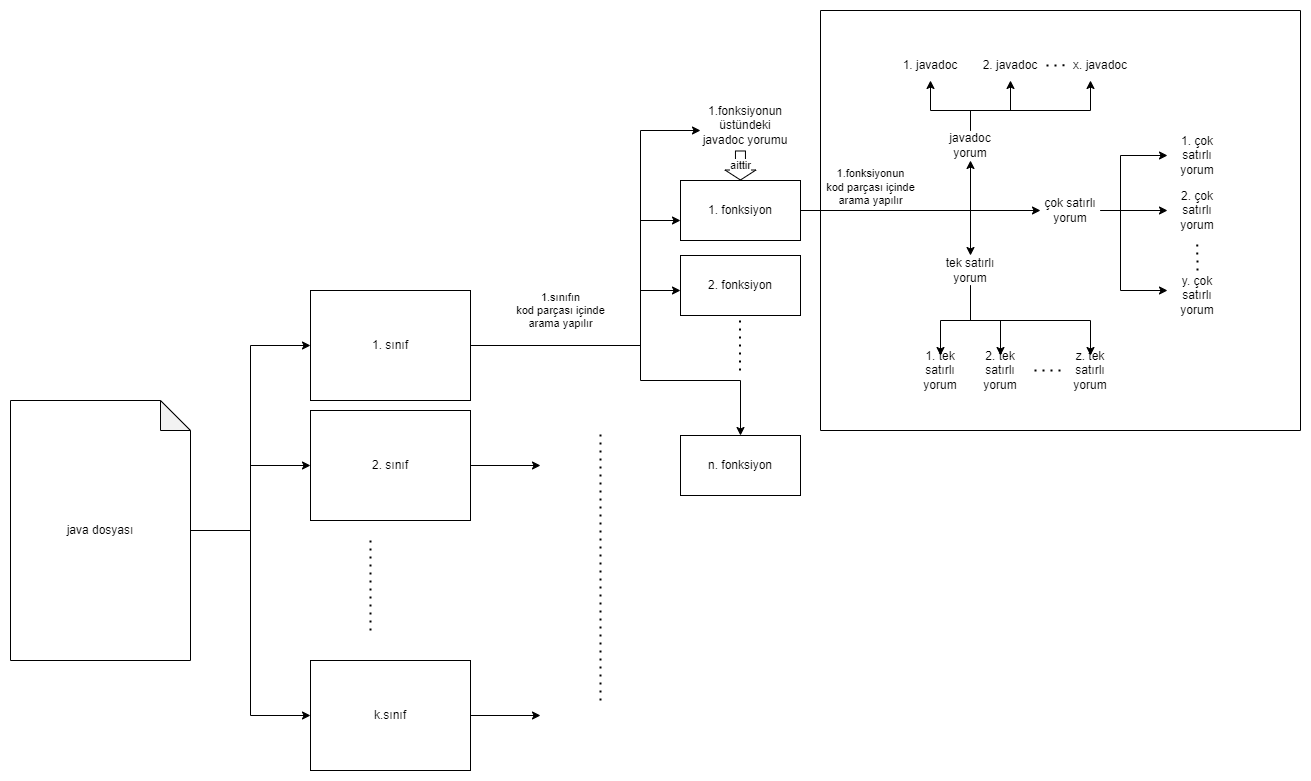 java dosyası
1. sınıf
2. sınıf
k.sınıf
1.sınıfın
kod parçası içinde
arama yapılır
1.fonksiyonun
üstündeki
javadoc yorumu
aittir
1. fonksiyon
2. fonksiyon
n. fonksiyon
1.fonksiyonun
kod parçası içinde
arama yapılır
1. javadoc
2. javadoc
x. javadoc
javadoc
yorum
çok satırlı
yorum
1. çok
satırlı
yorum
2. çok
satırlı
yorum
y. çok
satırlı
yorum
tek satırlı
yorum
1. tek
satırlı
yorum
2. tek
satırlı
yorum
z. tek
satırlı
yorum